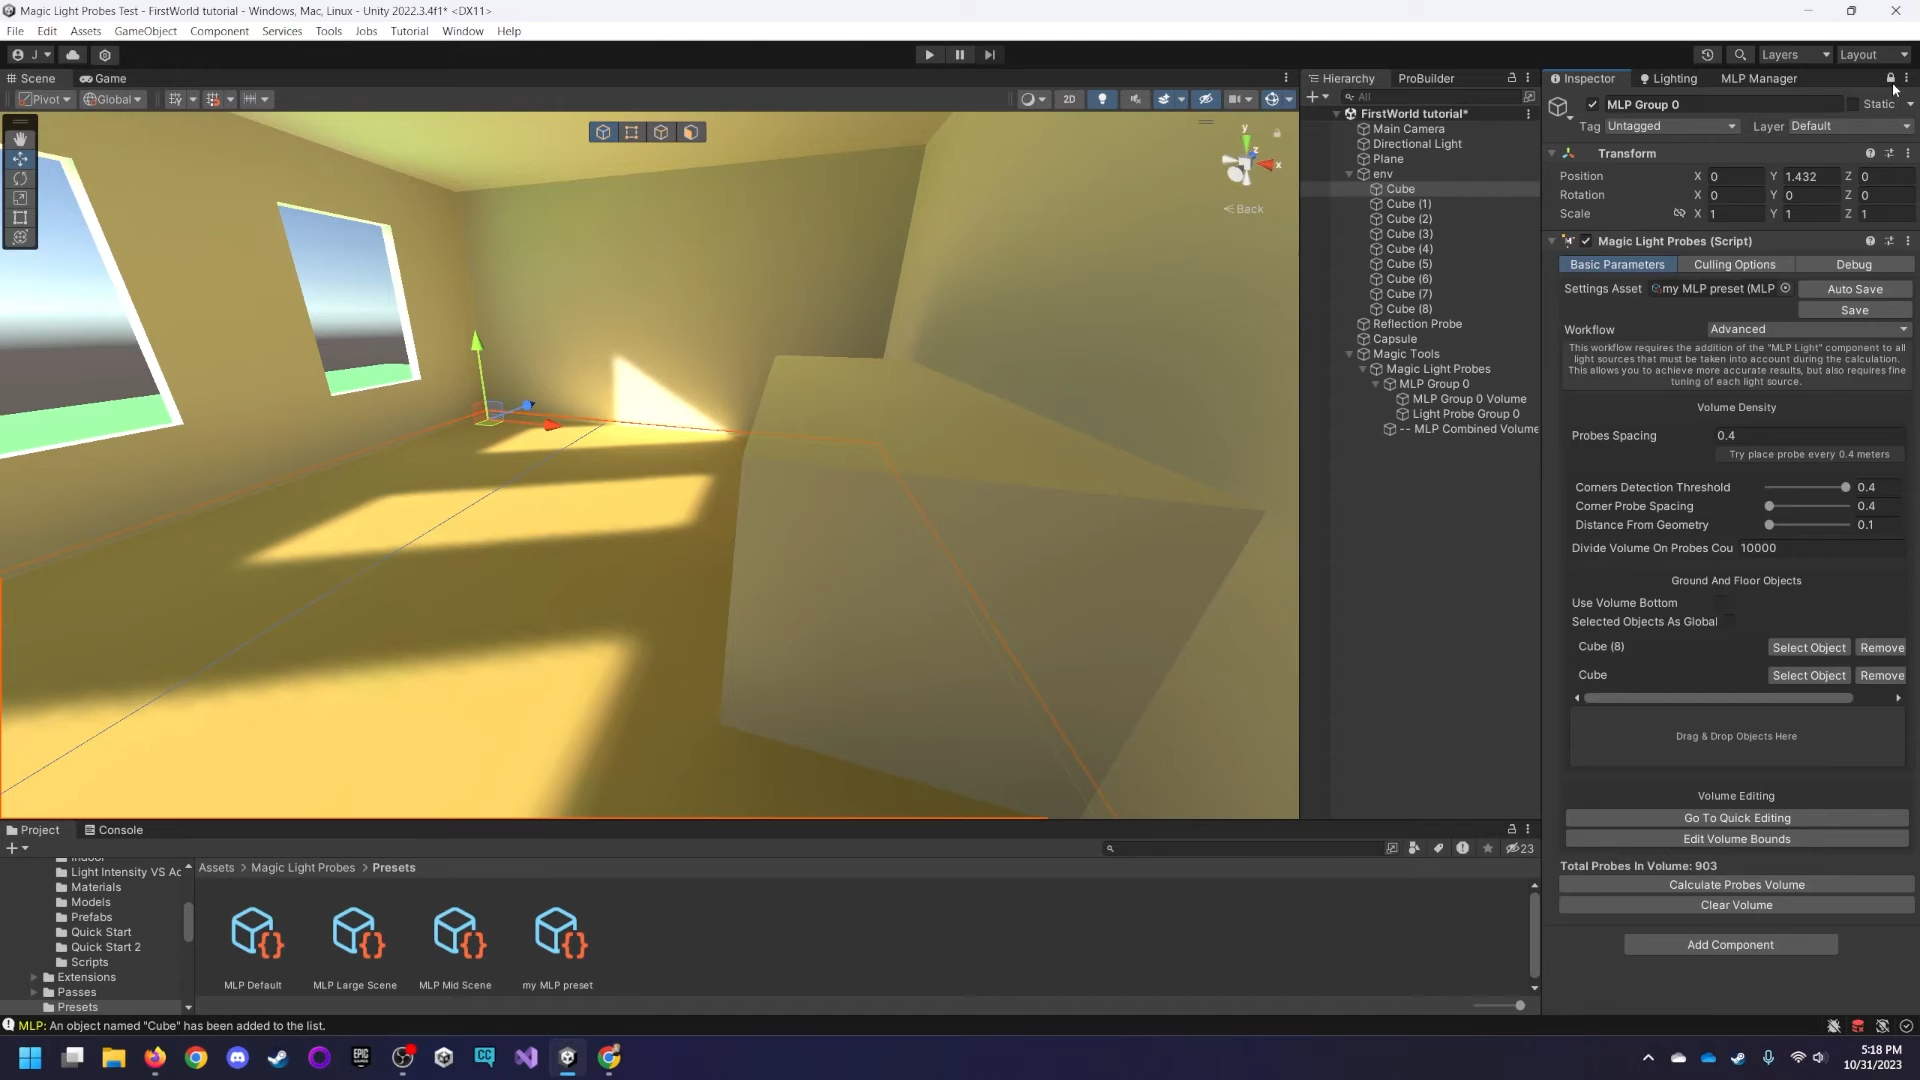 Magic Light Probes Test - FirstWorld tutorial - Windows, Mac, Linux - Unity 2022.3.4f1* <DX11>
File Edit Assets GameObject Component Services Tools Jobs Tutorial Window Help
J
Layers
Layout
Scene
Game
Pivot
Global
2D
y
z
x
Back
Hierarchy
ProBuilder
All
FirstWorld tutorial*
Main Camera
Directional Light
Plane
env
Cube
Cube (1)
Cube (2)
Cube (3)
Cube (4)
Cube (5)
Cube (6)
Cube (7)
Cube (8)
Reflection Probe
Capsule
Magic Tools
Magic Light Probes
MLP Group 0
MLP Group 0 Volume
Light Probe Group 0
-- MLP Combined Volume
Inspector
Lighting
MLP Manager
MLP Group 0
Static
Tag Untagged
Layer Default
Transform
Position X 0 Y 1.432 Z 0
Rotation X 0 Y 0 Z 0
Scale X 1 Y 1 Z 1
Magic Light Probes (Script)
Basic Parameters
Culling Options
Debug
Settings Asset my MLP preset (MLP
Auto Save
Save
Workflow Advanced
This workflow requires the addition of the "MLP Light" component to all
light sources that must be taken into account during the calculation.
This allows you to achieve more accurate results, but also requires fine
tuning of each light source.
Volume Density
Probes Spacing 0.4
Try place probe every 0.4 meters
Corners Detection Threshold 0.4
Corner Probe Spacing 0.4
Distance From Geometry 0.1
Divide Volume On Probes Cou 10000
Ground And Floor Objects
Use Volume Bottom
Selected Objects As Global
Cube (8) Select Object Remove
Cube Select Object Remove
Drag & Drop Objects Here
Volume Editing
Go To Quick Editing
Edit Volume Bounds
Total Probes In Volume: 903
Calculate Probes Volume
Clear Volume
Add Component
Project
Console
23
Indoor
Light Intensity VS Ac
Materials
Models
Prefabs
Quick Start
Quick Start 2
Scripts
Extensions
Passes
Presets
Assets > Magic Light Probes > Presets
MLP Default
MLP Large Scene
MLP Mid Scene
my MLP preset
MLP: An object named "Cube" has been added to the list.
EPIC
CC
5:18 PM
10/31/2023